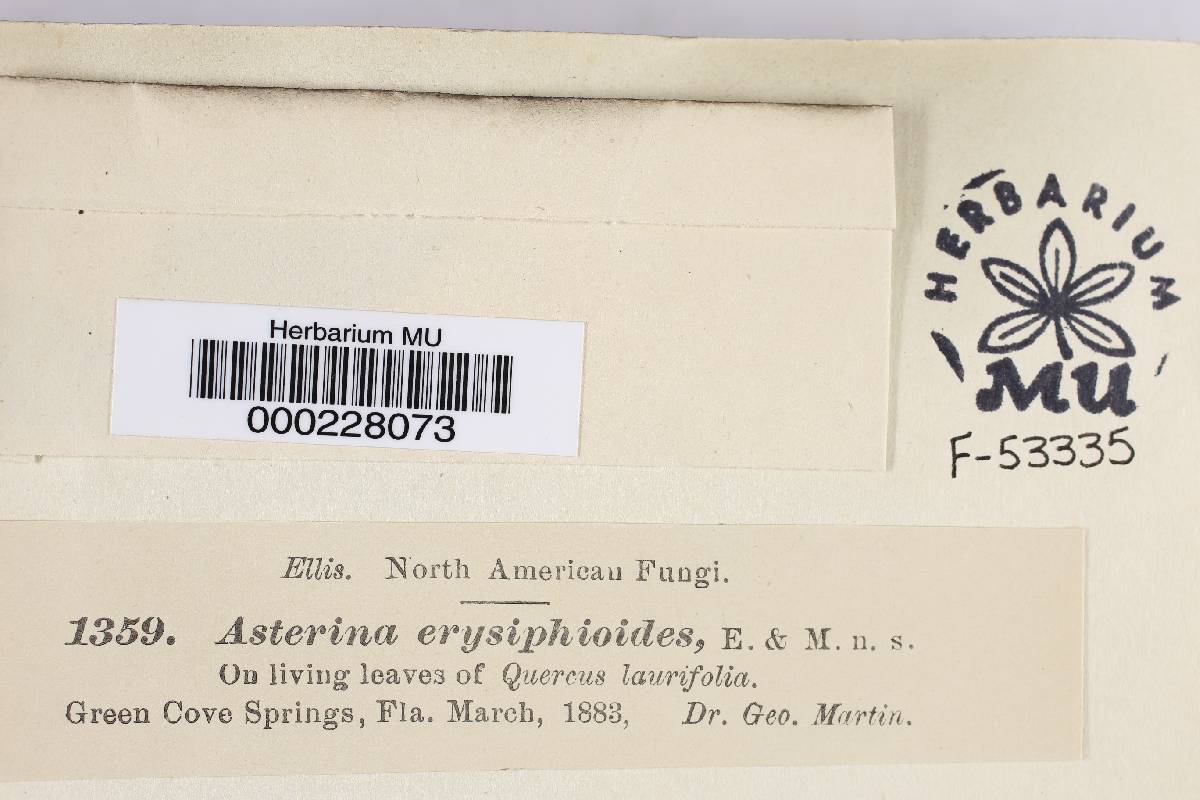 HERBARIUM
MU
F-53335
Herbarium MU
000228073
Ellis. North American Fungi.
1359. Asterina erysiphioides, E. & M. n. s.
On living leaves of Quercus laurifolia.
Green Cove Springs, Fla. March, 1883, Dr. Geo. Martin.